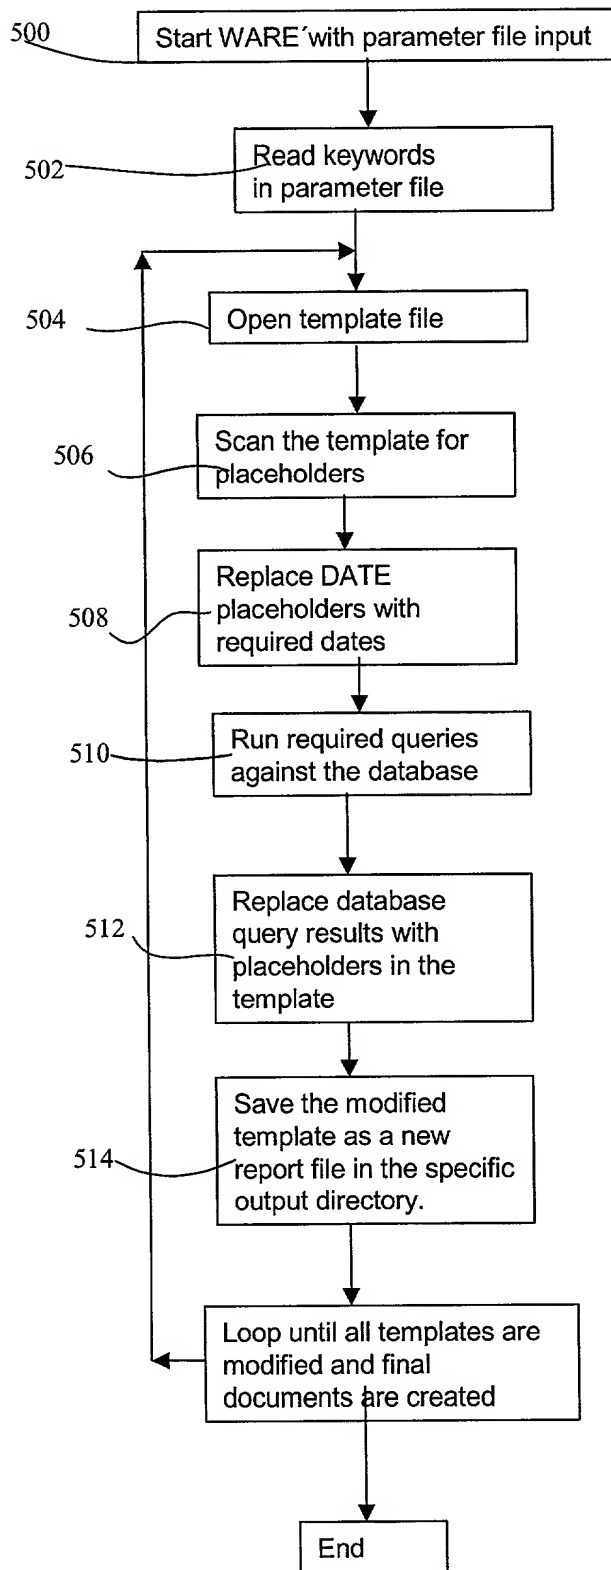 500
Start WARE´with parameter file input
502
Read keywords
in parameter file
504
Open template file
506
Scan the template for
placeholders
508
Replace DATE
placeholders with
required dates
510
Run required queries
against the database
512
Replace database
query results with
placeholders in the
template
514
Save the modified
template as a new
report file in the specific
output directory.
Loop until all templates are
modified and final
documents are created
End